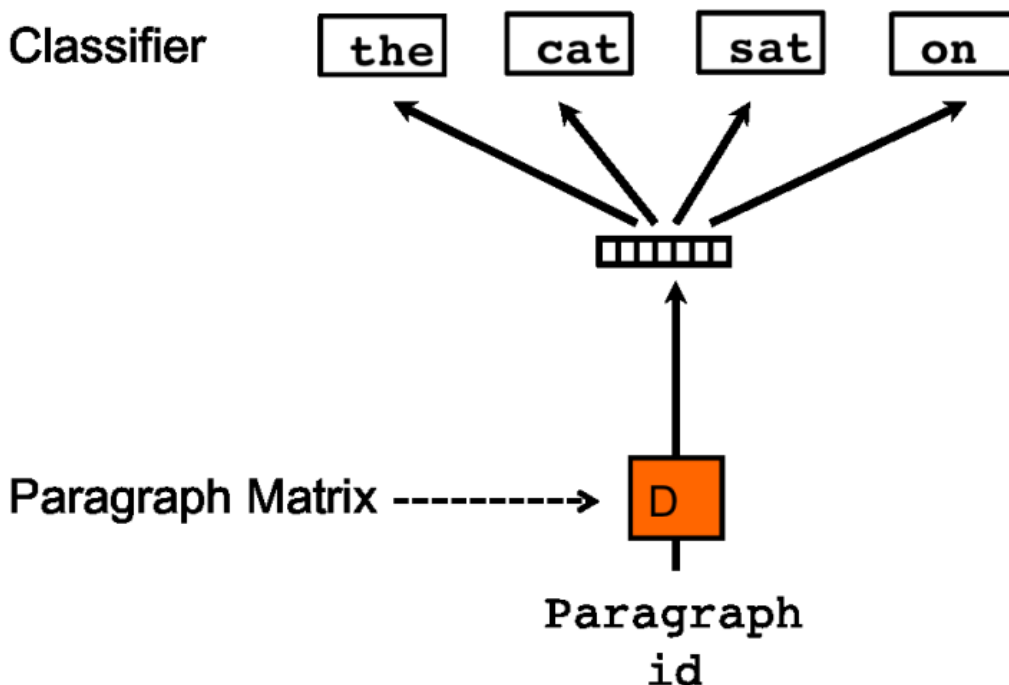 Classifier the cat sat on
Paragraph Matrix D
Paragraph
id